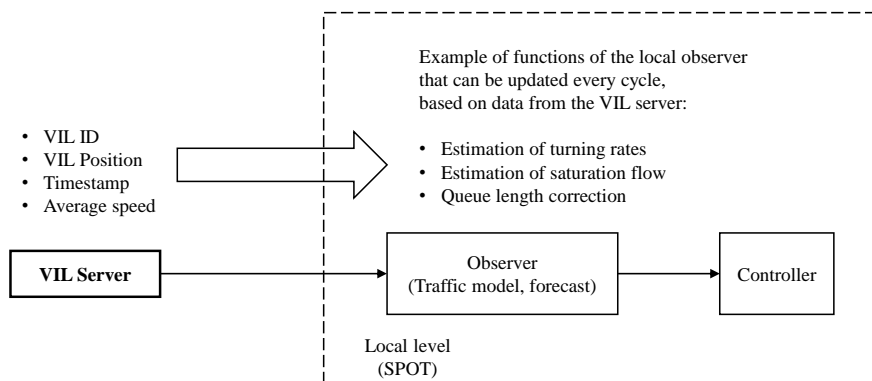 Example of functions of the local observer
that can be updated every cycle,
based on data from the VIL server:
• VIL ID
• VIL Position
• Timestamp
• Average speed
• Estimation of turning rates
• Estimation of saturation flow
• Queue length correction
VIL Server
Observer
(Traffic model, forecast)
Controller
Local level
(SPOT)